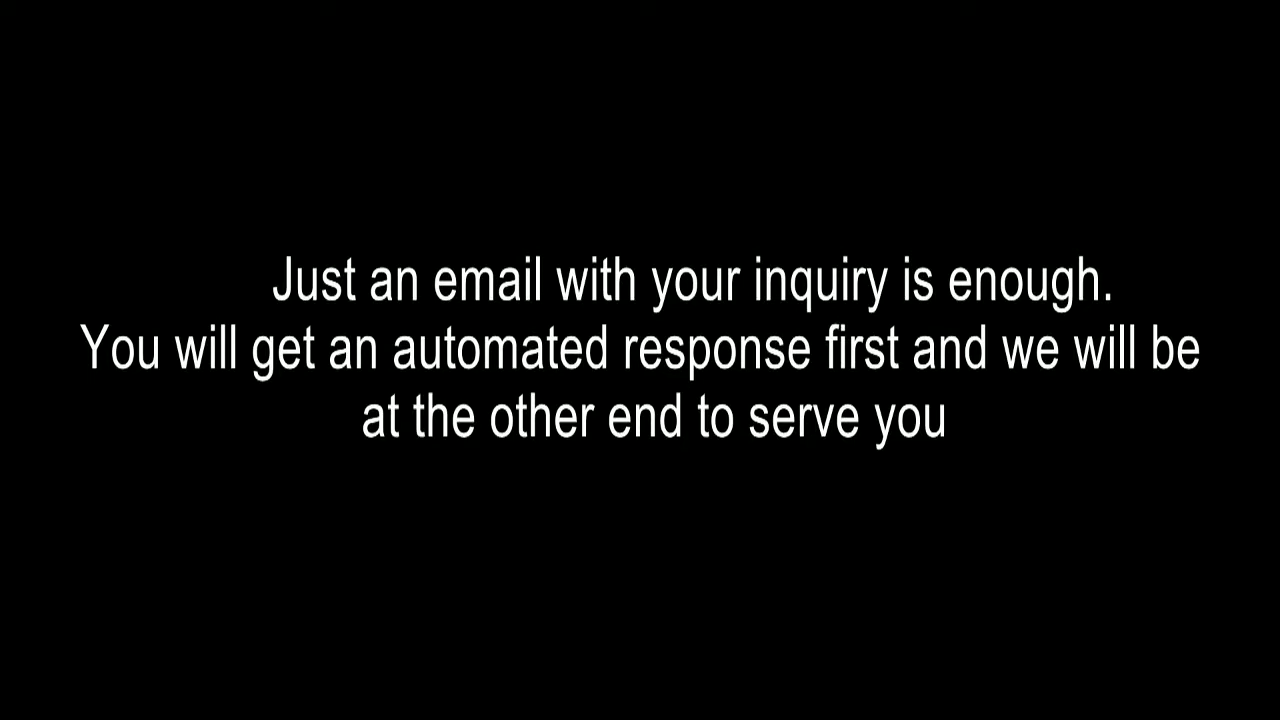 Just an email with your inquiry is enough.
You will get an automated response first and we will be
at the other end to serve you